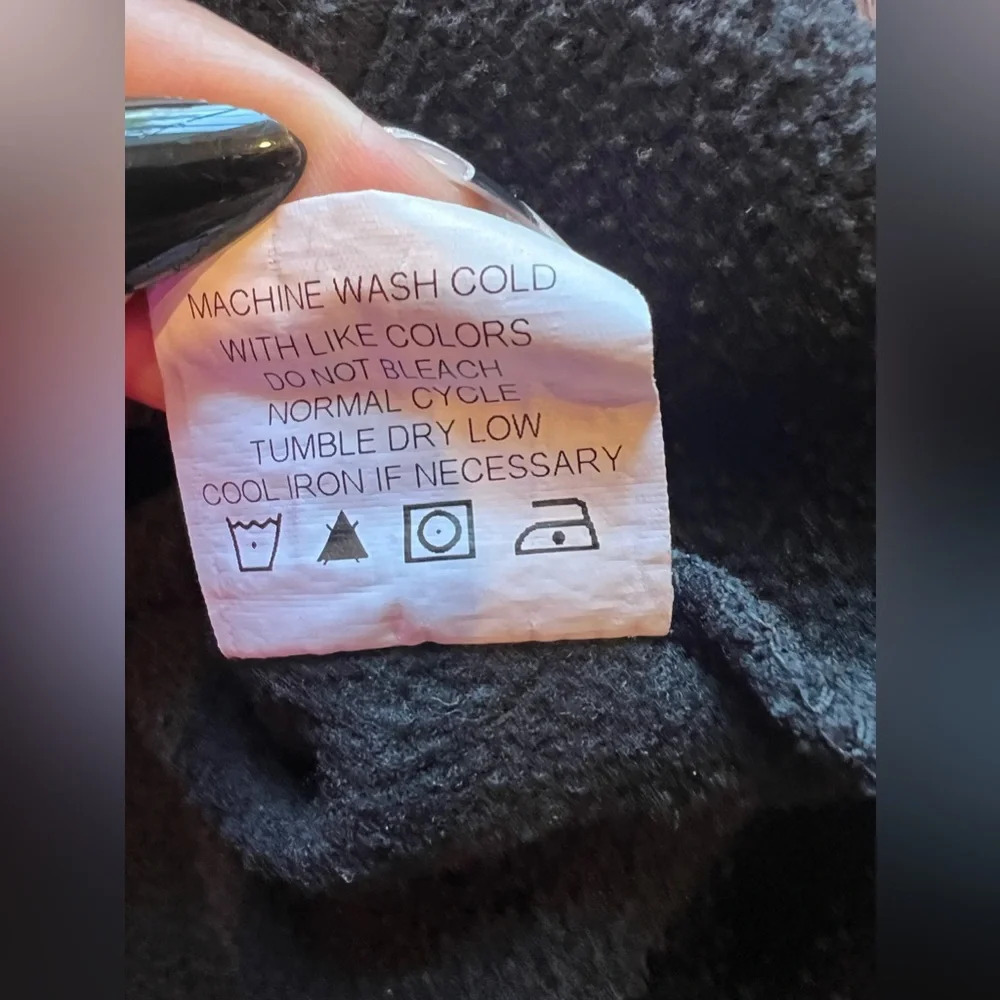 MACHINE WASH COLD
WITH LIKE COLORS
DO NOT BLEACH
NORMAL CYCLE
TUMBLE DRY LOW
COOL IRON IF NECESSARY